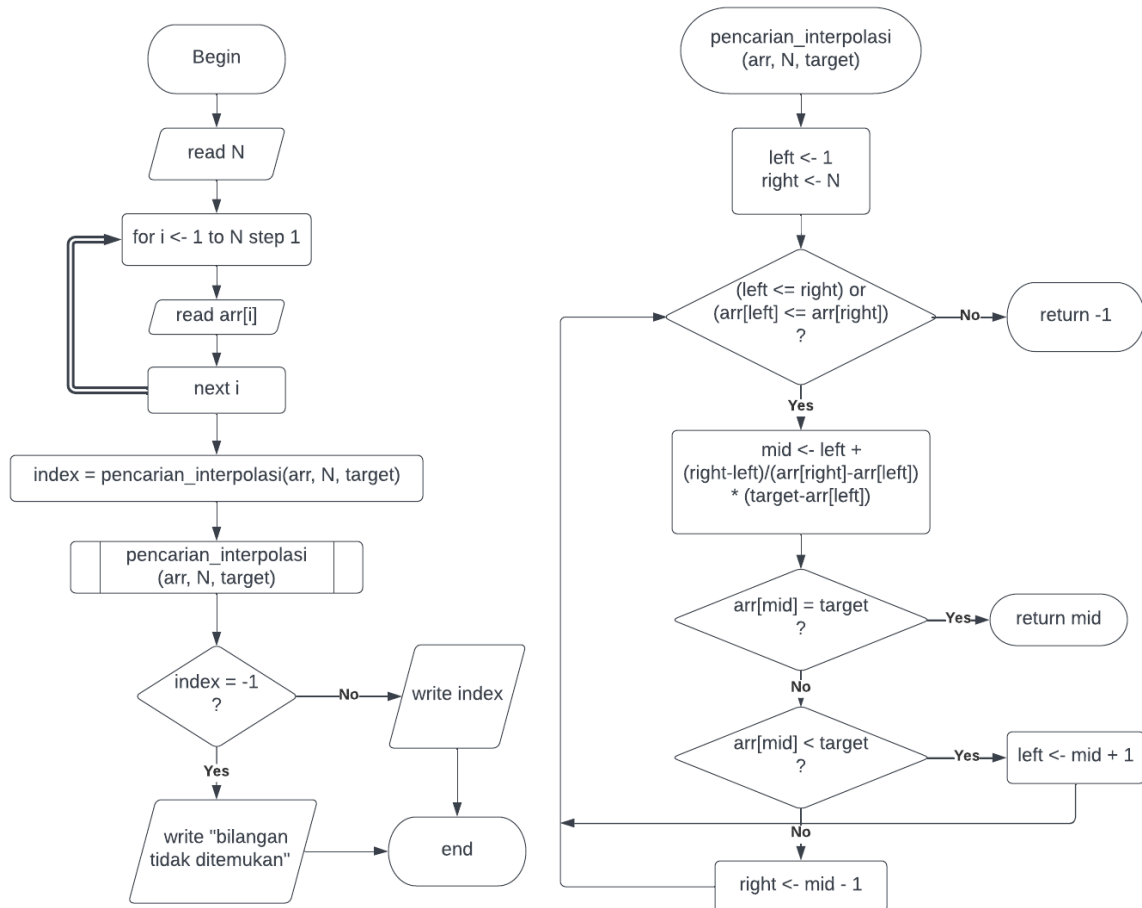 Begin
read N
for i <- 1 to N step 1
read arr[i]
next i
index = pencarian_interpolasi(arr, N, target)
pencarian_interpolasi
(arr, N, target)
index = -1
?
No
write index
Yes
write "bilangan
tidak ditemukan"
end
pencarian_interpolasi
(arr, N, target)
left <- 1
right <- N
(left <= right) or
(arr[left] <= arr[right])
?
No
return -1
Yes
mid <- left +
(right-left)/(arr[right]-arr[left])
* (target-arr[left])
arr[mid] = target
?
Yes
return mid
No
arr[mid] < target
?
Yes
left <- mid + 1
No
right <- mid - 1